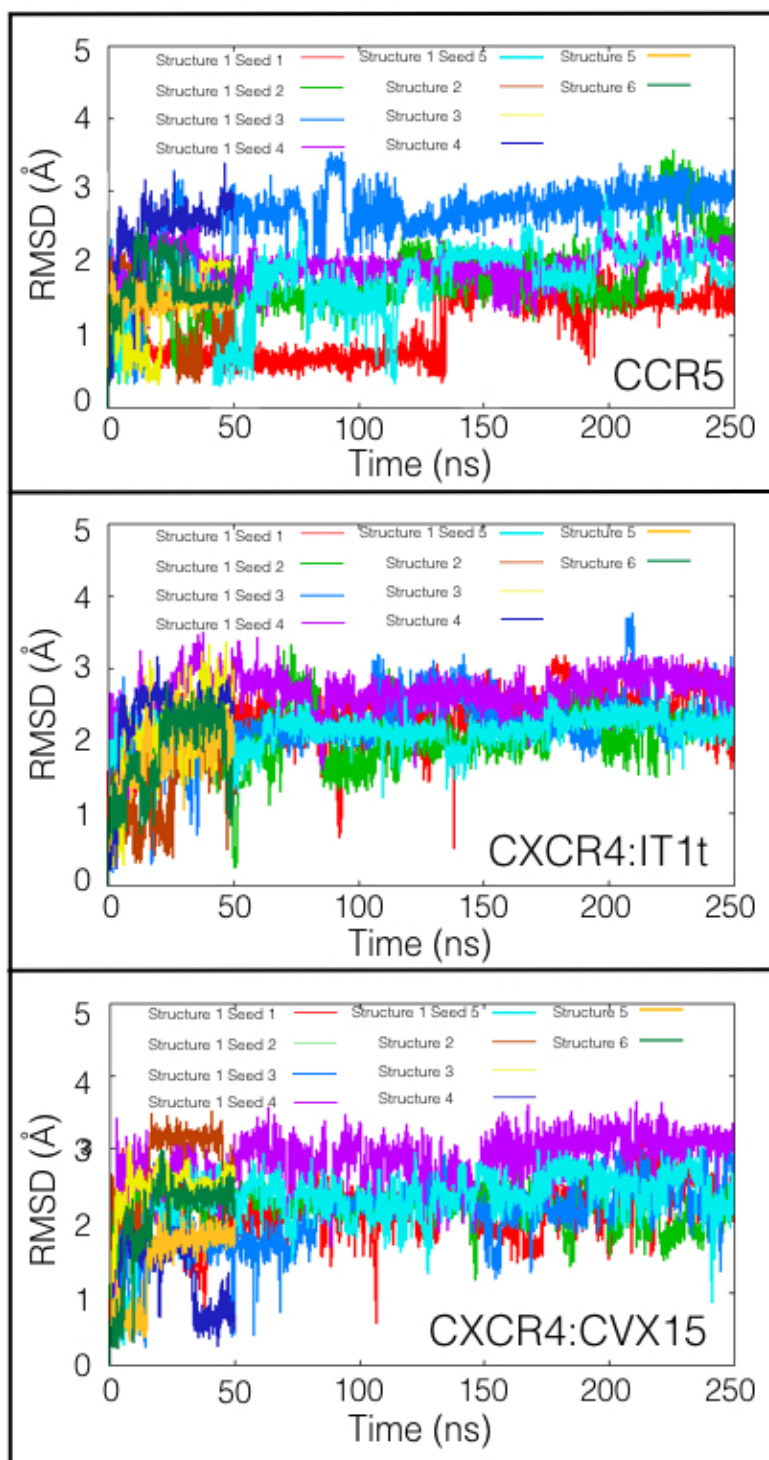 5
4
3
2
1
0
RMSD (Å)
Structure 1 Seed 1
Structure 1 Seed 5
Structure 5
Structure 1 Seed 2
Structure 2
Structure 6
Structure 1 Seed 3
Structure 3
Structure 1 Seed 4
Structure 4
CCR5
0 50 100 150 200 250
Time (ns)
5
4
3
2
1
0
RMSD (Å)
Structure 1 Seed 1
Structure 1 Seed 5
Structure 5
Structure 1 Seed 2
Structure 2
Structure 6
Structure 1 Seed 3
Structure 3
Structure 1 Seed 4
Structure 4
CXCR4:IT1t
0 50 100 150 200 250
Time (ns)
5
4
3
2
1
0
RMSD (Å)
Structure 1 Seed 1
Structure 1 Seed 5
Structure 5
Structure 1 Seed 2
Structure 2
Structure 6
Structure 1 Seed 3
Structure 3
Structure 1 Seed 4
Structure 4
CXCR4:CVX15
0 50 100 150 200 250
Time (ns)